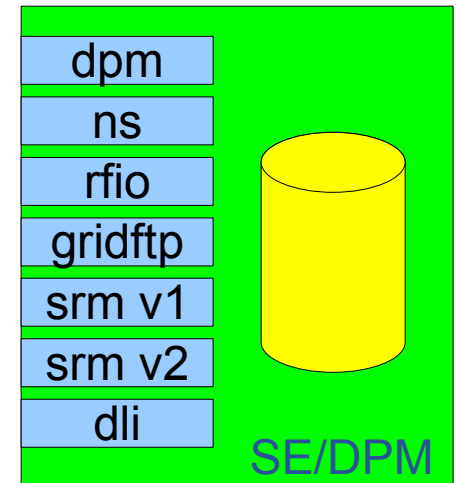 dpm
ns
rfio
gridftp
srm v1
srm v2
dli
SE/DPM